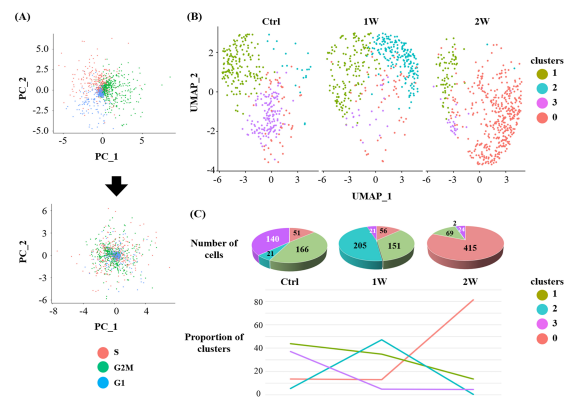 (A)
PC_2
5.0
2.5
0.0
-2.5
-5.0
-5 0 5
PC_1
PC_2
6
3
0
-3
-6
-8 -4 0 4
PC_1
S
G2M
G1
(B)
Ctrl 1W 2W
UMAP_2
2
0
-2
-4
-6 -3 0 3 -6 -3 0 3 -6 -3 0 3
UMAP_1
clusters
1
2
3
0
(C)
Number of
cells
140 51 166 21
21 56 151 205
2 69 415
Ctrl 1W 2W
Proportion of
clusters
80
60
40
20
0
clusters
1
2
3
0